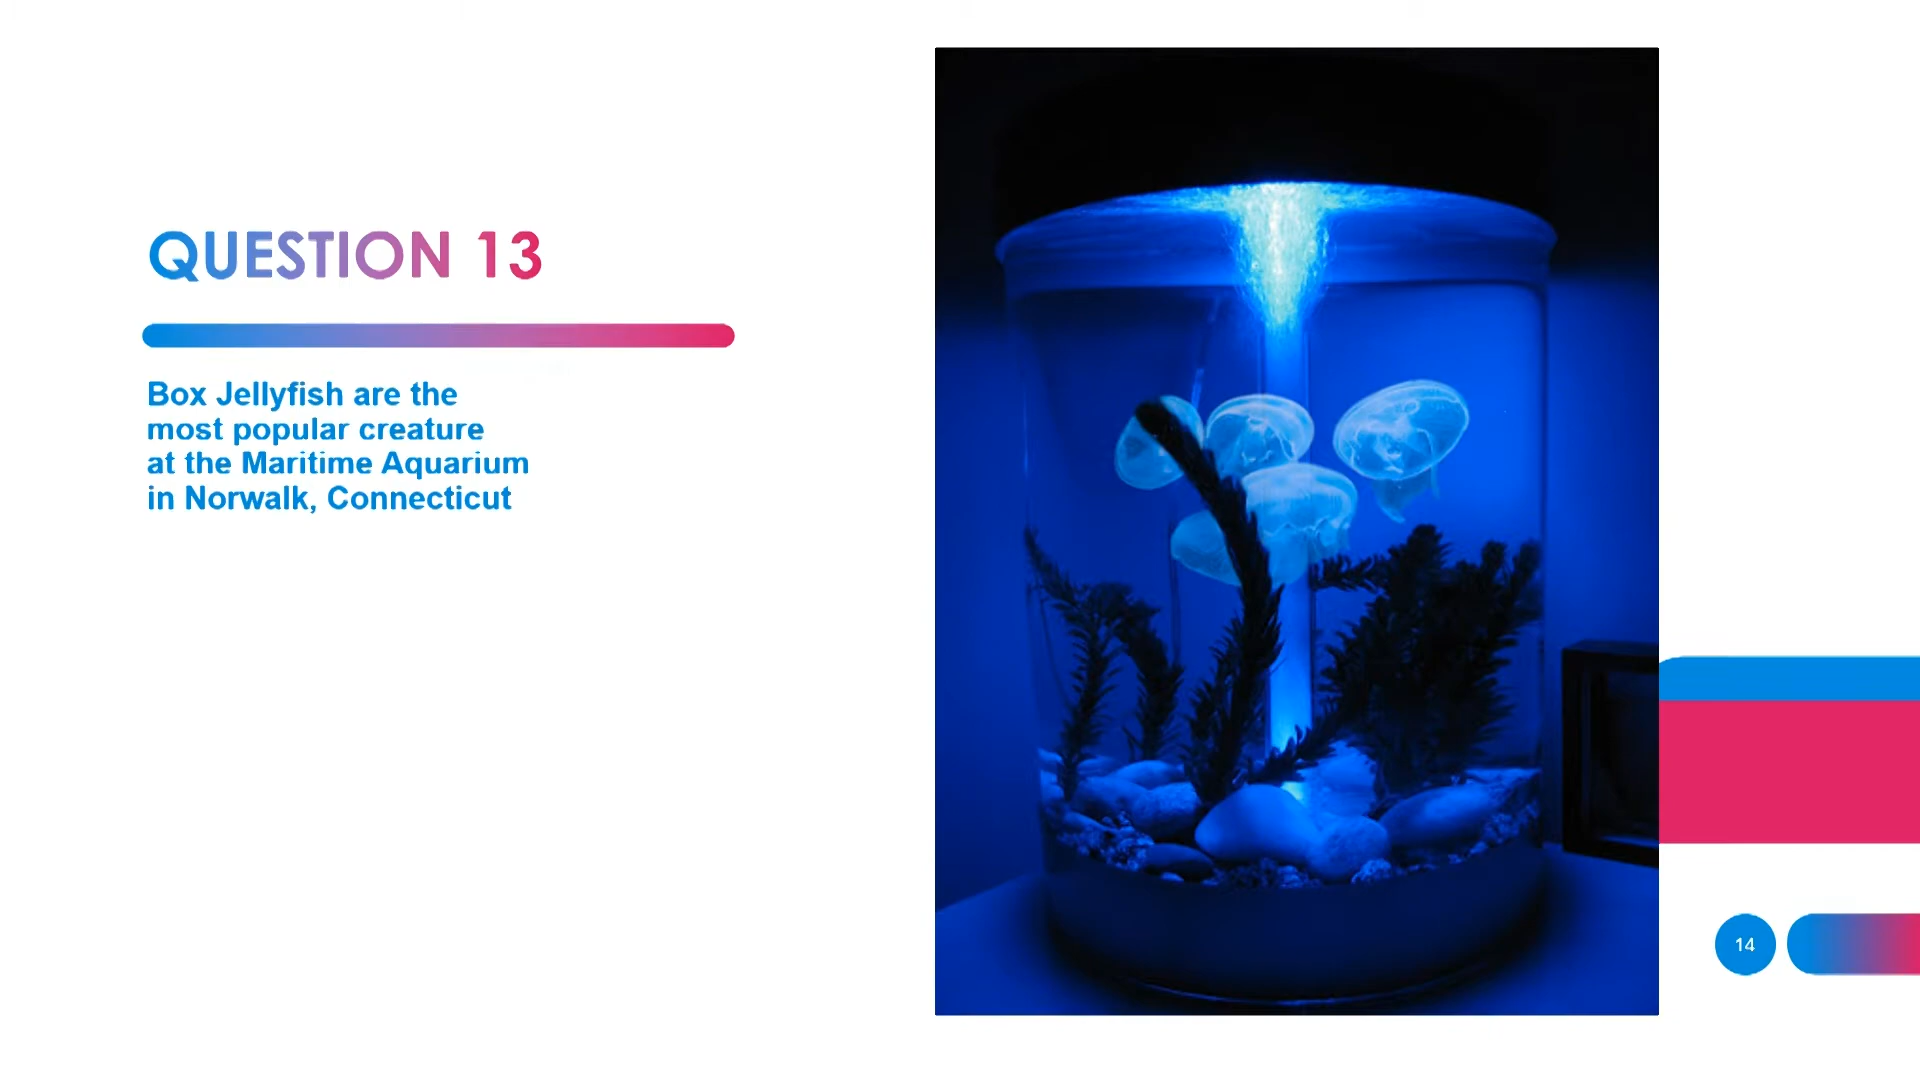 QUESTION 13
Box Jellyfish are the
most popular creature
at the Maritime Aquarium
in Norwalk, Connecticut
14